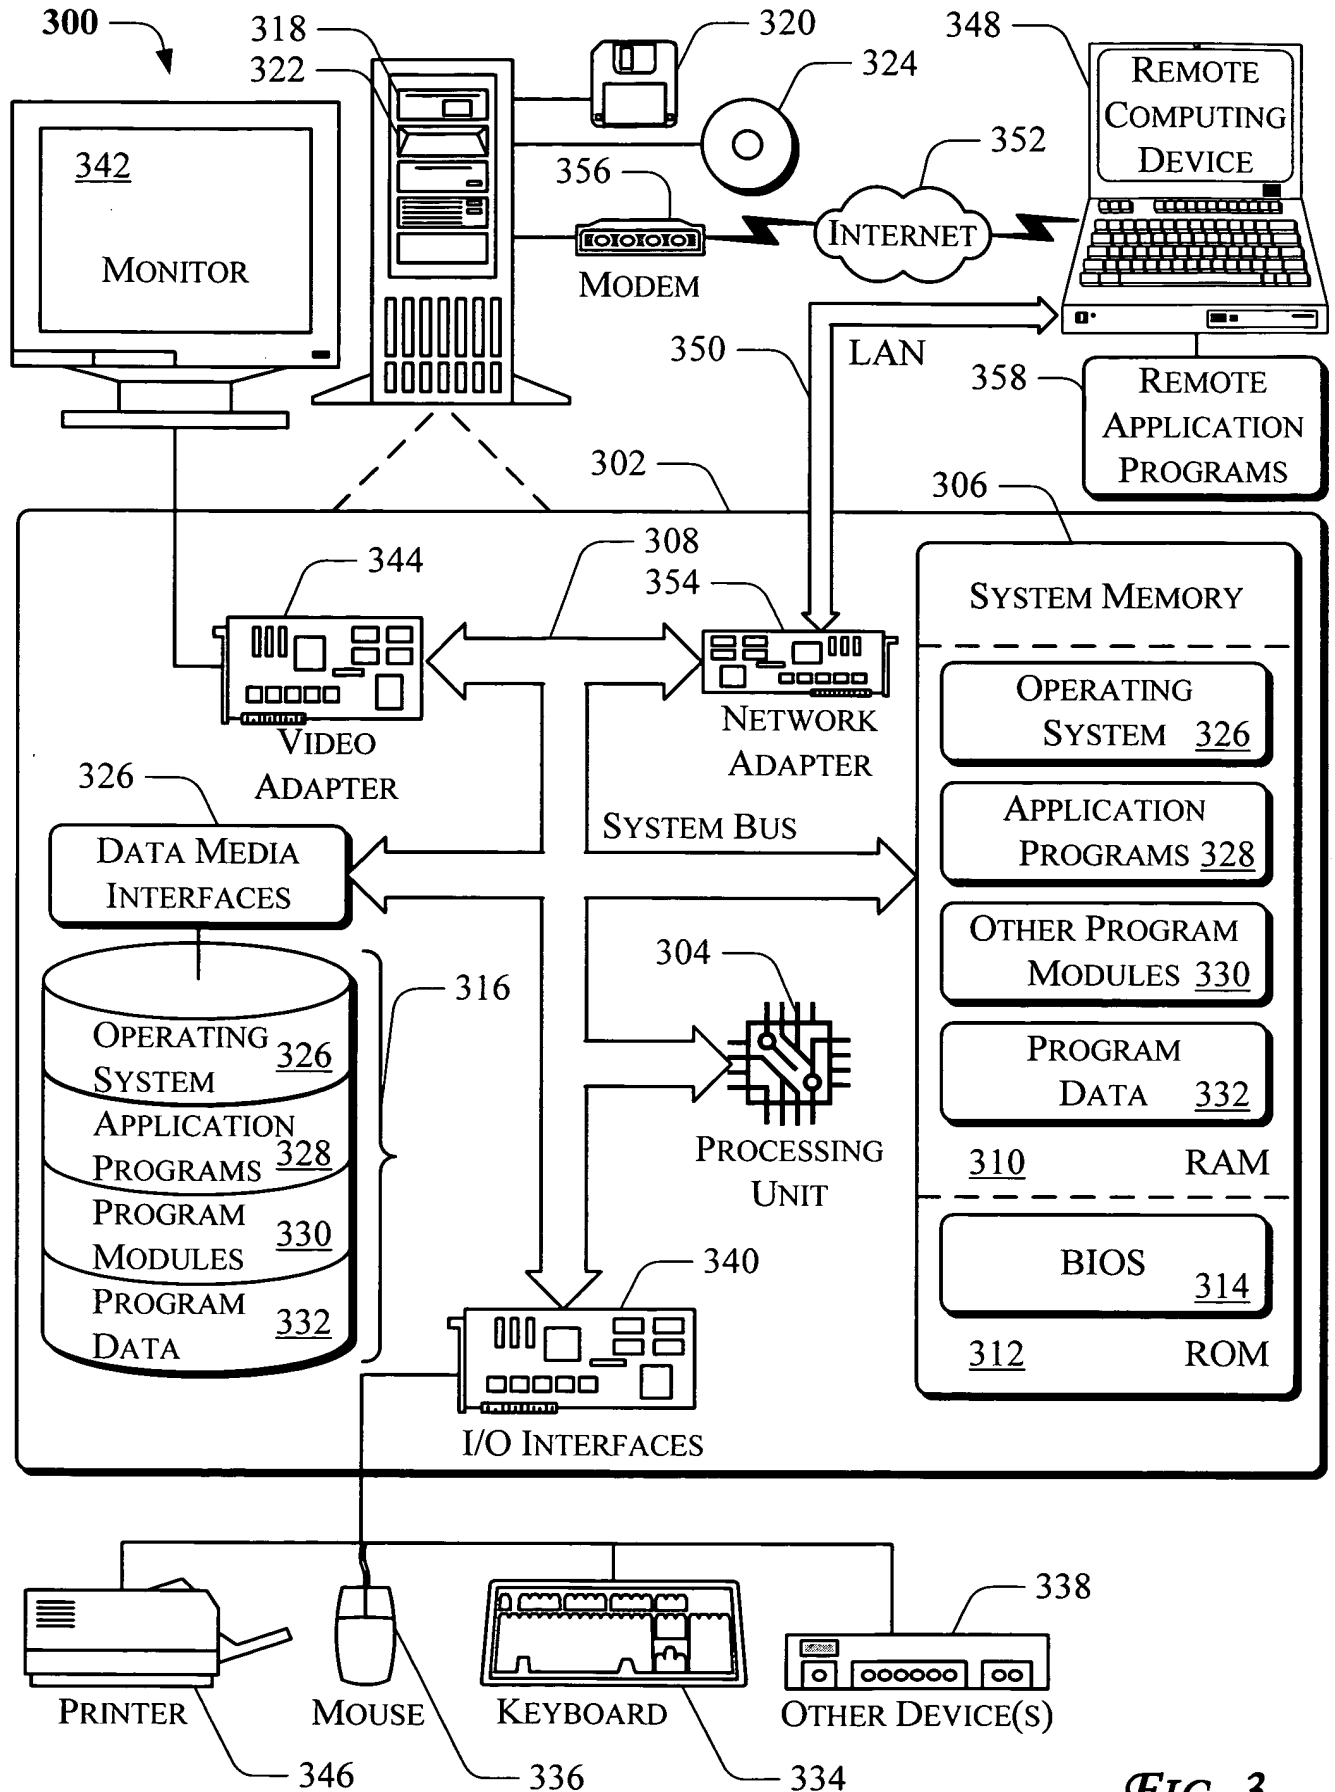 300
318
322
320
324
348
REMOTE
COMPUTING
DEVICE
342
MONITOR
356
MODEM
352
INTERNET
350
LAN
358
REMOTE
APPLICATION
PROGRAMS
302
306
344
308
354
SYSTEM MEMORY
VIDEO
ADAPTER
NETWORK
ADAPTER
OPERATING
SYSTEM 326
326
DATA MEDIA
INTERFACES
SYSTEM BUS
APPLICATION
PROGRAMS 328
OTHER PROGRAM
MODULES 330
304
316
OPERATING
SYSTEM 326
APPLICATION
PROGRAMS 328
PROGRAM
MODULES 330
PROGRAM
DATA 332
PROCESSING
UNIT
PROGRAM
DATA 332
310 RAM
BIOS
314
312 ROM
340
I/O INTERFACES
338
PRINTER
MOUSE
KEYBOARD
OTHER DEVICE(S)
346
336
334
FIG. 3